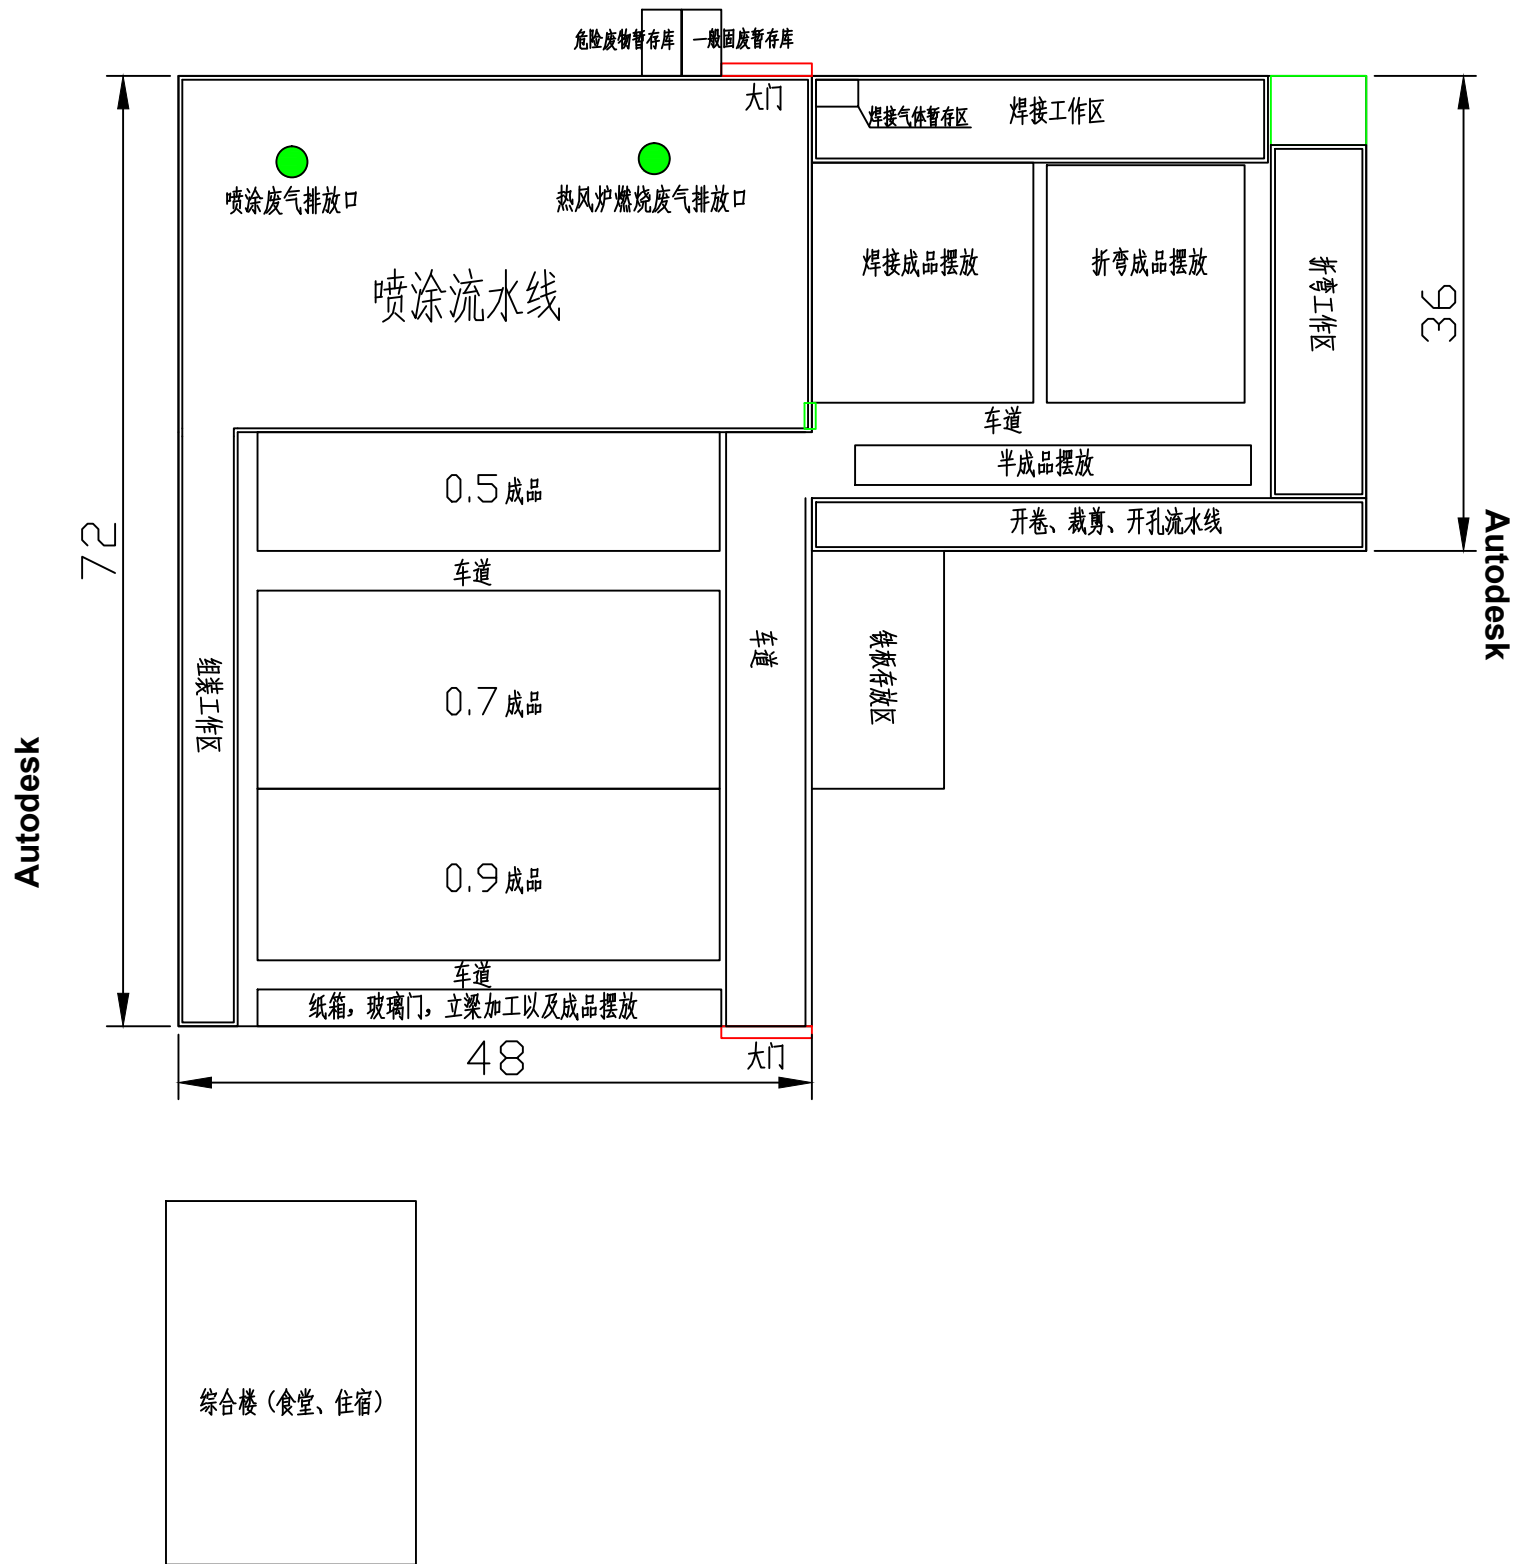 危险废物暂存库
一般固废暂存库
大门
焊接气体暂存区
焊接工作区
喷涂废气排放口
热风炉燃烧废气排放口
喷涂流水线
焊接成品摆放
折弯成品摆放
折弯工作区
36
车道
半成品摆放
开卷、裁剪、开孔流水线
0.5 成品
72
车道
车道
铁板存放区
组装工作区
0.7 成品
0.9 成品
车道
纸箱，玻璃门，立梁加工以及成品摆放
48
大门
综合楼（食堂、住宿）
Autodesk
Autodesk